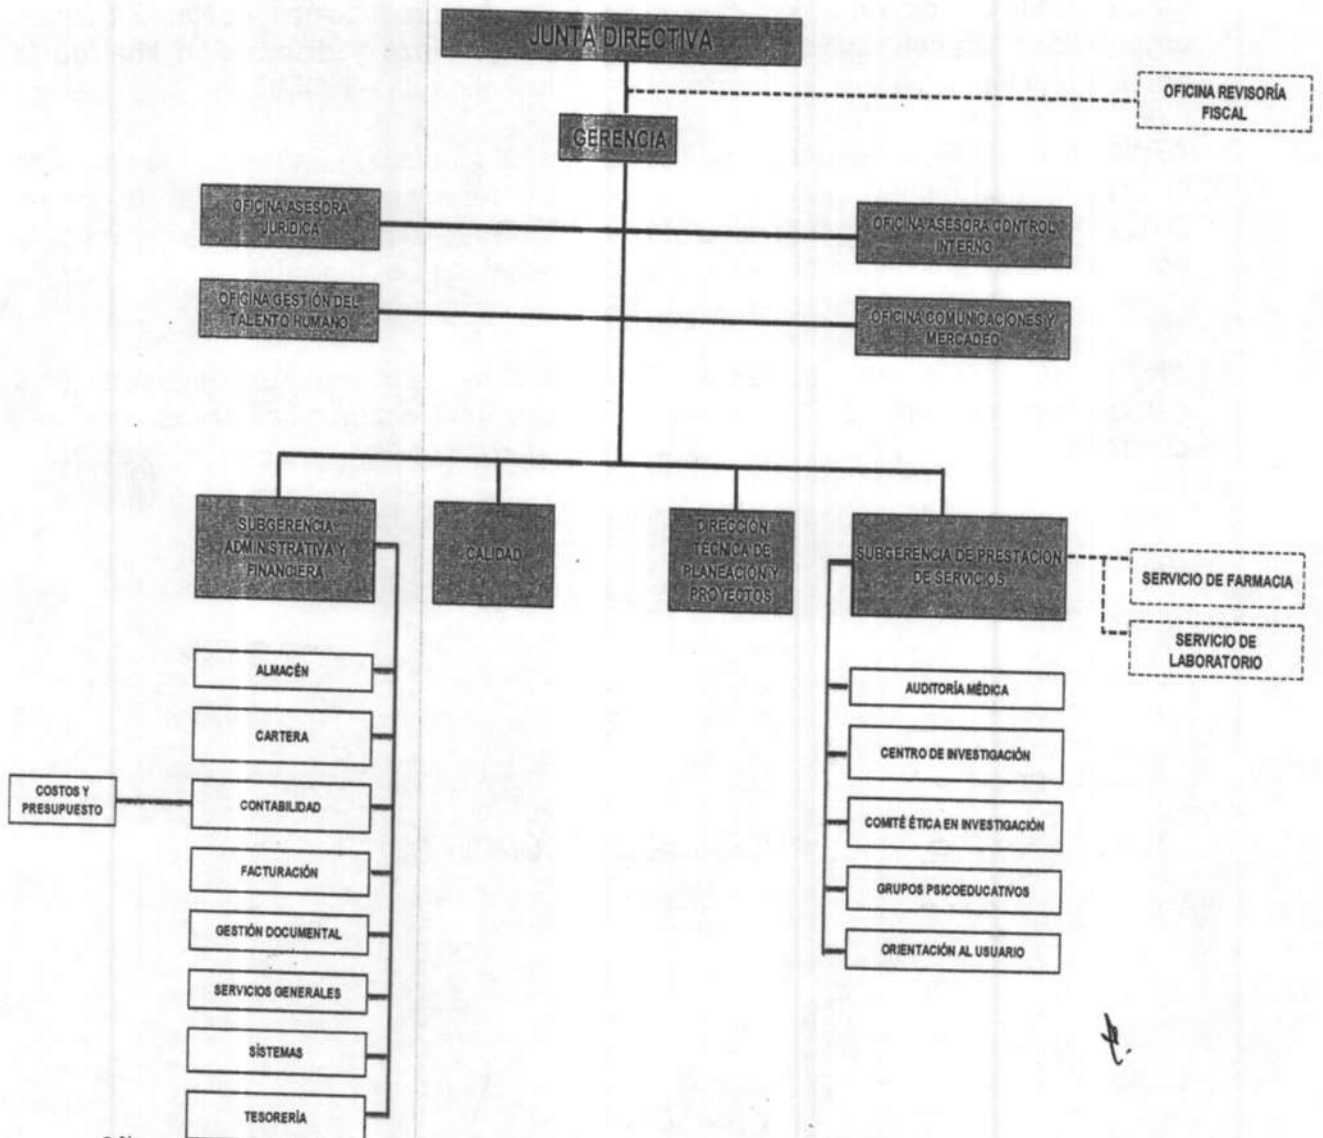 JUNTA DIRECTIVA
OFICINA REVISORÍA
FISCAL
GERENCIA
OFICINA ASESORA
JURÍDICA
OFICINA ASESORA CONTROL
INTERNO
OFICINA GESTIÓN DEL
TALENTO HUMANO
OFICINA COMUNICACIONES Y
MERCADEO
SUBGERENCIA
ADMINISTRATIVA Y
FINANCIERA
CALIDAD
DIRECCIÓN
TÉCNICA DE
PLANEACIÓN Y
PROYECTOS
SUBGERENCIA DE PRESTACIÓN
DE SERVICIOS
SERVICIO DE FARMACIA
SERVICIO DE
LABORATORIO
ALMACÉN
CARTERA
COSTOS Y
PRESUPUESTO
CONTABILIDAD
FACTURACIÓN
GESTIÓN DOCUMENTAL
SERVICIOS GENERALES
SISTEMAS
TESORERÍA
AUDITORÍA MÉDICA
CENTRO DE INVESTIGACIÓN
COMITÉ ÉTICA EN INVESTIGACIÓN
GRUPOS PSICOEDUCATIVOS
ORIENTACIÓN AL USUARIO